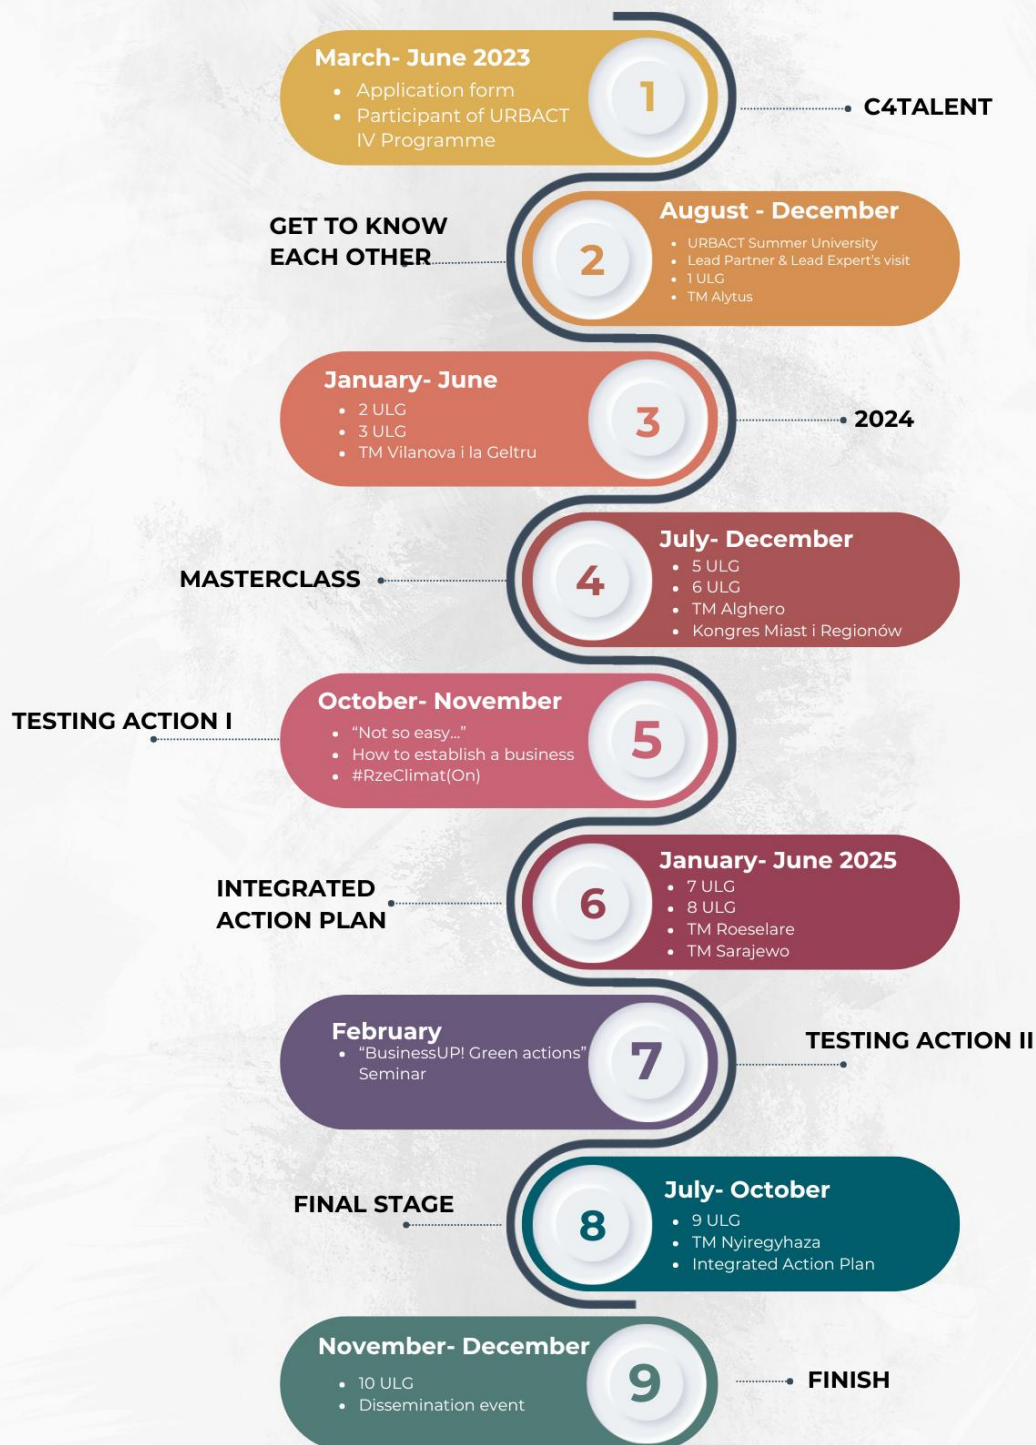 March- June 2023
Application form
Participant of URBACT
IV Programme
1
C4TALENT
GET TO KNOW
EACH OTHER
2
August - December
URBACT Summer University
Lead Partner & Lead Expert's visit
1 ULG
TM Alytus
January- June
2 ULG
3 ULG
TM Vilanova i la Geltru
3
2024
MASTERCLASS
4
July- December
5 ULG
6 ULG
TM Alghero
Kongres Miast i Regionów
TESTING ACTION I
October- November
“Not so easy...”
How to establish a business
#RzeClimat(On)
5
INTEGRATED
ACTION PLAN
6
January- June 2025
7 ULG
8 ULG
TM Roeselare
TM Sarajewo
February
“BusinessUP! Green actions”
Seminar
7
TESTING ACTION II
FINAL STAGE
8
July- October
9 ULG
TM Nyiregyhaza
Integrated Action Plan
November- December
10 ULG
Dissemination event
9
FINISH